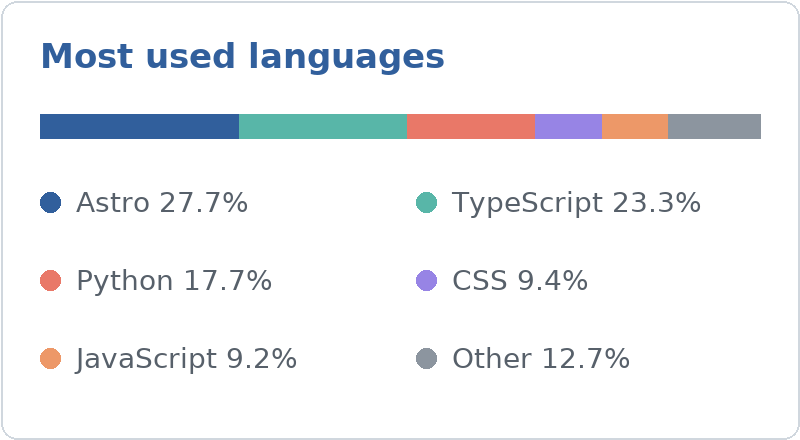 Most used languages
Astro 27.7%
TypeScript 23.3%
Python 17.7%
CSS 9.4%
JavaScript 9.2%
Other 12.7%